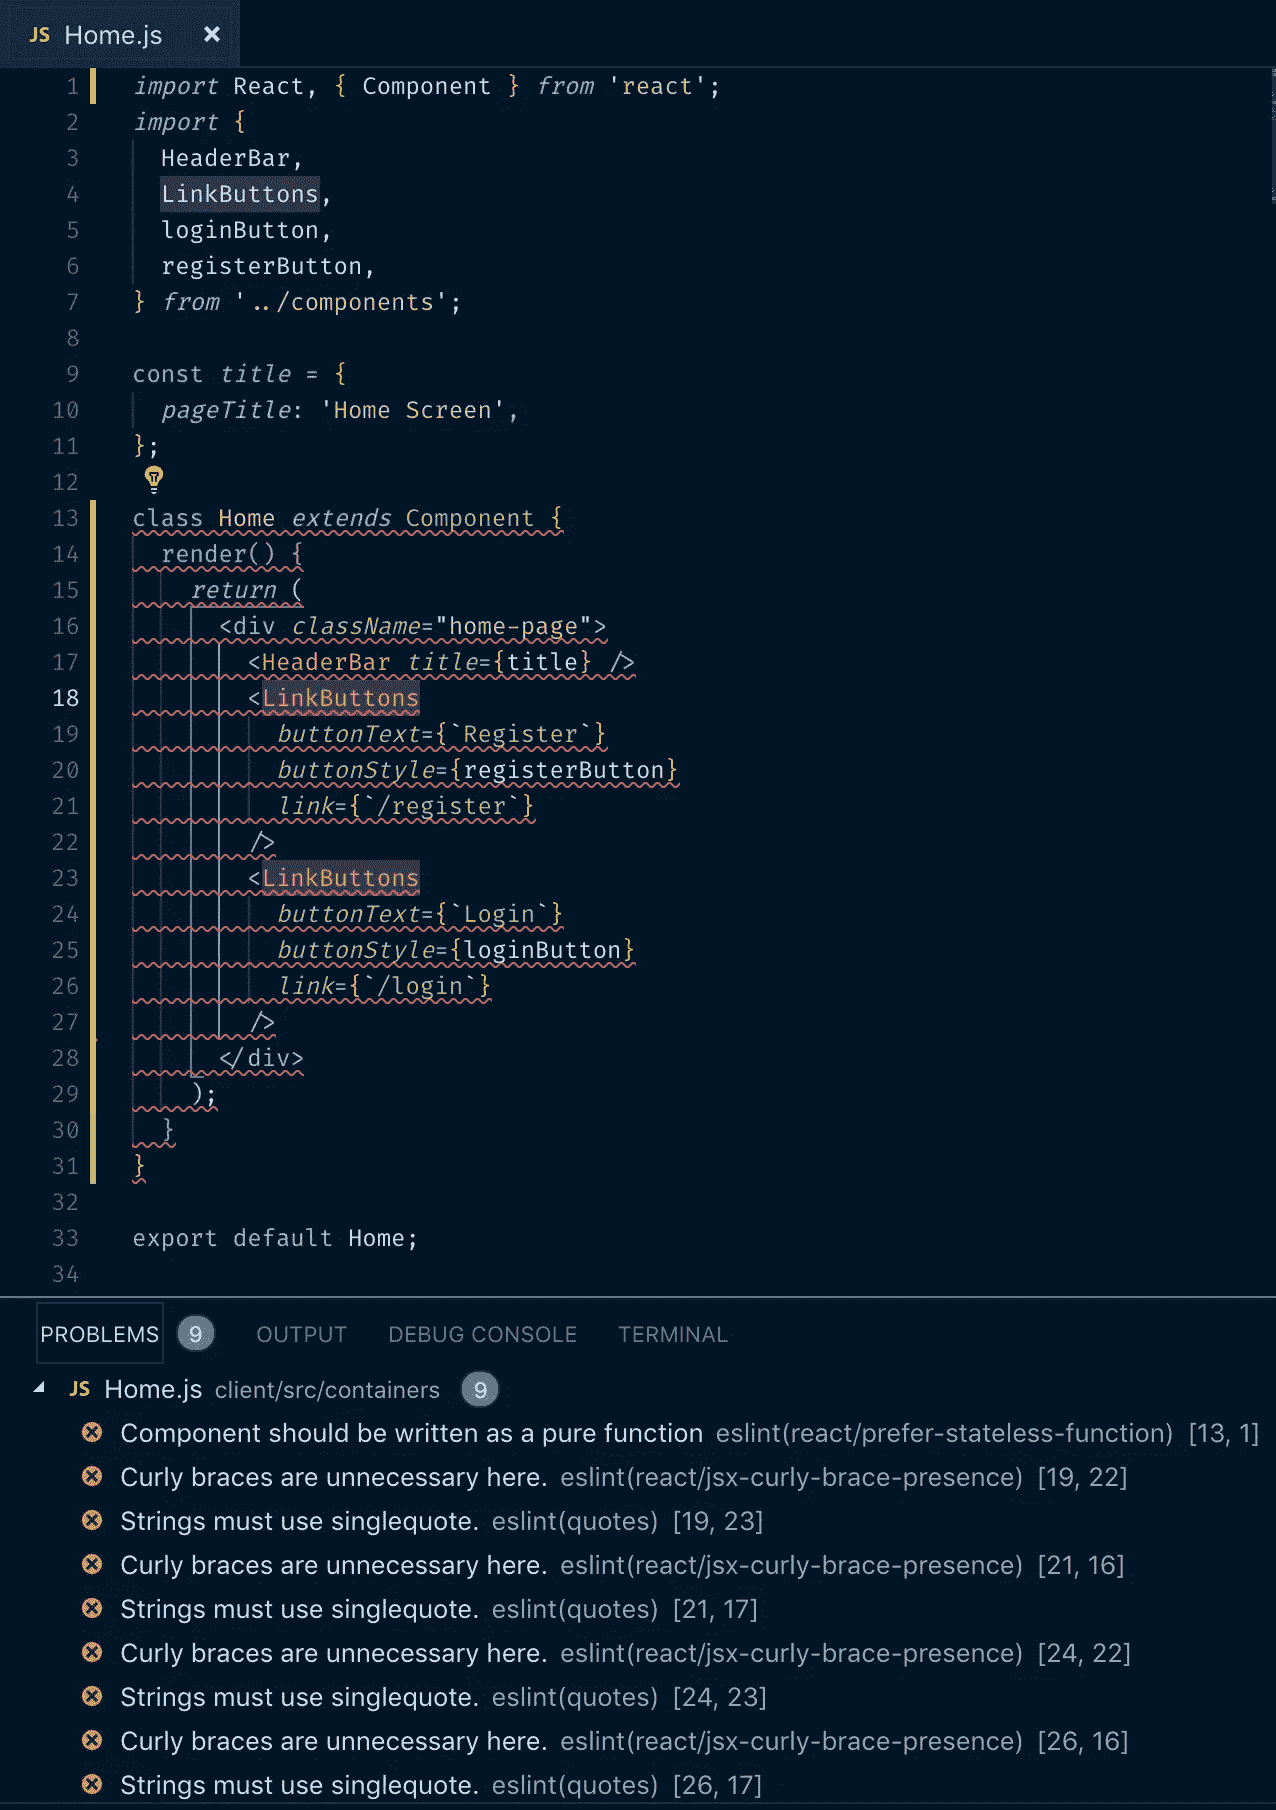 JS Home.js ×
1 import React, { Component } from 'react';
2 import {
3 HeaderBar,
4 LinkButtons,
5 loginButton,
6 registerButton,
7 } from '../components';
8
9 const title = {
10 pageTitle: 'Home Screen',
11 };
12
13 class Home extends Component {
14 render() {
15 return (
16 <div className="home-page">
17 <HeaderBar title={title} />
18 <LinkButtons
19 buttonText={`Register`}
20 buttonStyle={registerButton}
21 link={`/register`}
22 />
23 <LinkButtons
24 buttonText={`Login`}
25 buttonStyle={loginButton}
26 link={`/login`}
27 />
28 </div>
29 );
30 }
31 }
32
33 export default Home;
34
PROBLEMS 9 OUTPUT DEBUG CONSOLE TERMINAL
JS Home.js client/src/containers 9
Component should be written as a pure function eslint(react/prefer-stateless-function) [13, 1]
Curly braces are unnecessary here. eslint(react/jsx-curly-brace-presence) [19, 22]
Strings must use singlequote. eslint(quotes) [19, 23]
Curly braces are unnecessary here. eslint(react/jsx-curly-brace-presence) [21, 16]
Strings must use singlequote. eslint(quotes) [21, 17]
Curly braces are unnecessary here. eslint(react/jsx-curly-brace-presence) [24, 22]
Strings must use singlequote. eslint(quotes) [24, 23]
Curly braces are unnecessary here. eslint(react/jsx-curly-brace-presence) [26, 16]
Strings must use singlequote. eslint(quotes) [26, 17]